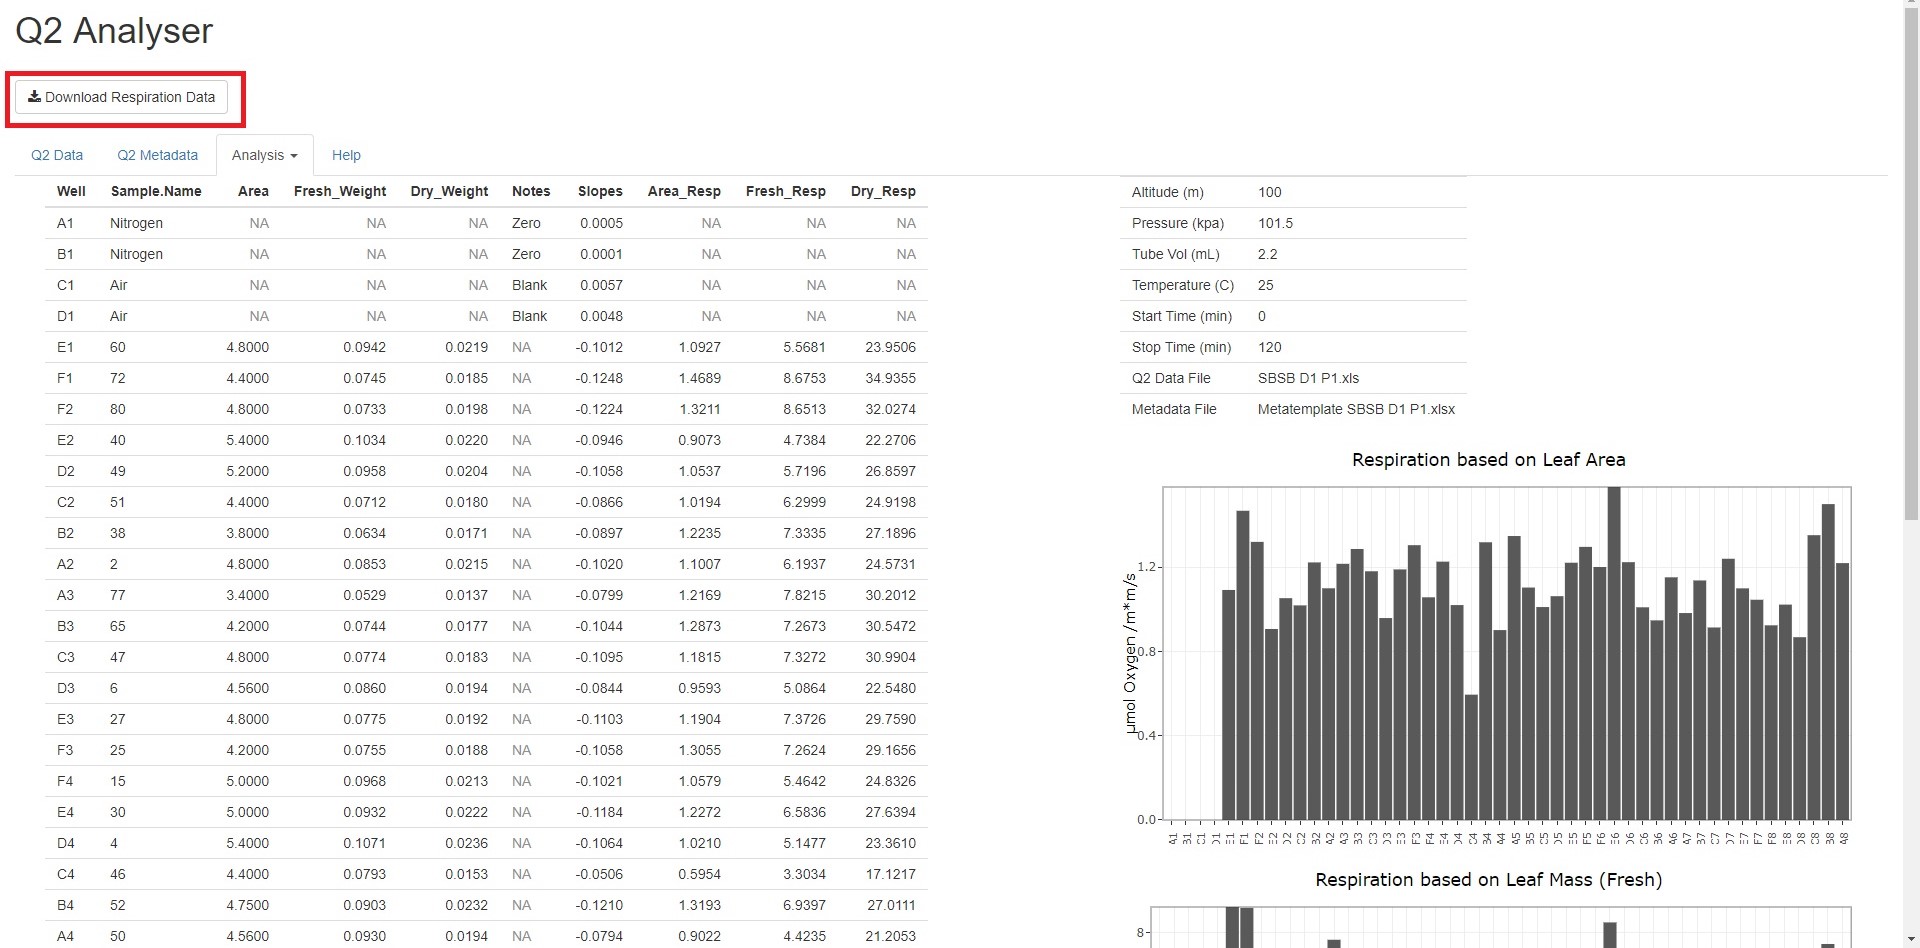 Q2 Analyser
Download Respiration Data
Q2 Data Q2 Metadata Analysis Help
Well Sample.Name Area Fresh_Weight Dry_Weight Notes Slopes Area_Resp Fresh_Resp Dry_Resp
A1 Nitrogen NA NA NA Zero 0.0005 NA NA NA
B1 Nitrogen NA NA NA Zero 0.0001 NA NA NA
C1 Air NA NA NA Blank 0.0057 NA NA NA
D1 Air NA NA NA Blank 0.0048 NA NA NA
E1 60 4.8000 0.0942 0.0219 NA -0.1012 1.0927 5.5681 23.9506
F1 72 4.4000 0.0745 0.0185 NA -0.1248 1.4689 8.6753 34.9355
F2 80 4.8000 0.0733 0.0198 NA -0.1224 1.3211 8.6513 32.0274
E2 40 5.4000 0.1034 0.0220 NA -0.0946 0.9073 4.7384 22.2706
D2 49 5.2000 0.0958 0.0204 NA -0.1058 1.0537 5.7196 26.8597
C2 51 4.4000 0.0712 0.0180 NA -0.0866 1.0194 6.2999 24.9198
B2 38 3.8000 0.0634 0.0171 NA -0.0897 1.2235 7.3335 27.1896
A2 2 4.8000 0.0853 0.0215 NA -0.1020 1.1007 6.1937 24.5731
A3 77 3.4000 0.0529 0.0137 NA -0.0799 1.2169 7.8215 30.2012
B3 65 4.2000 0.0744 0.0177 NA -0.1044 1.2873 7.2673 30.5472
C3 47 4.8000 0.0774 0.0183 NA -0.1095 1.1815 7.3272 30.9904
D3 6 4.5600 0.0860 0.0194 NA -0.0844 0.9593 5.0864 22.5480
E3 27 4.8000 0.0775 0.0192 NA -0.1103 1.1904 7.3726 29.7590
F3 25 4.2000 0.0755 0.0188 NA -0.1058 1.3055 7.2624 29.1656
F4 15 5.0000 0.0968 0.0213 NA -0.1021 1.0579 5.4642 24.8326
E4 30 5.0000 0.0932 0.0222 NA -0.1184 1.2272 6.5836 27.6394
D4 4 5.4000 0.1071 0.0236 NA -0.1064 1.0210 5.1477 23.3610
C4 46 4.4000 0.0793 0.0153 NA -0.0506 0.5954 3.3034 17.1217
B4 52 4.7500 0.0903 0.0232 NA -0.1210 1.3193 6.9397 27.0111
A4 50 4.5600 0.0930 0.0194 NA -0.0794 0.9022 4.4235 21.2053
Altitude (m) 100
Pressure (kpa) 101.5
Tube Vol (mL) 2.2
Temperature (C) 25
Start Time (min) 0
Stop Time (min) 120
Q2 Data File SBSB D1 P1.xls
Metadata File Metatemplate SBSB D1 P1.xlsx
Respiration based on Leaf Area
µmol Oxygen /m*m/s
1.2
0.8
0.4
0.0
A1 B1 C1 D1 E1 F1 F2 E2 D2 C2 B2 A2 A3 B3 C3 D3 E3 F3 F4 E4 D4 C4 B4 A4 A5 B5 C5 D5 E5 F5 F6 E6 D6 C6 B6 A6 A7 B7 C7 D7 E7 F7 F8 E8 D8 C8 B8 A8
Respiration based on Leaf Mass (Fresh)
8